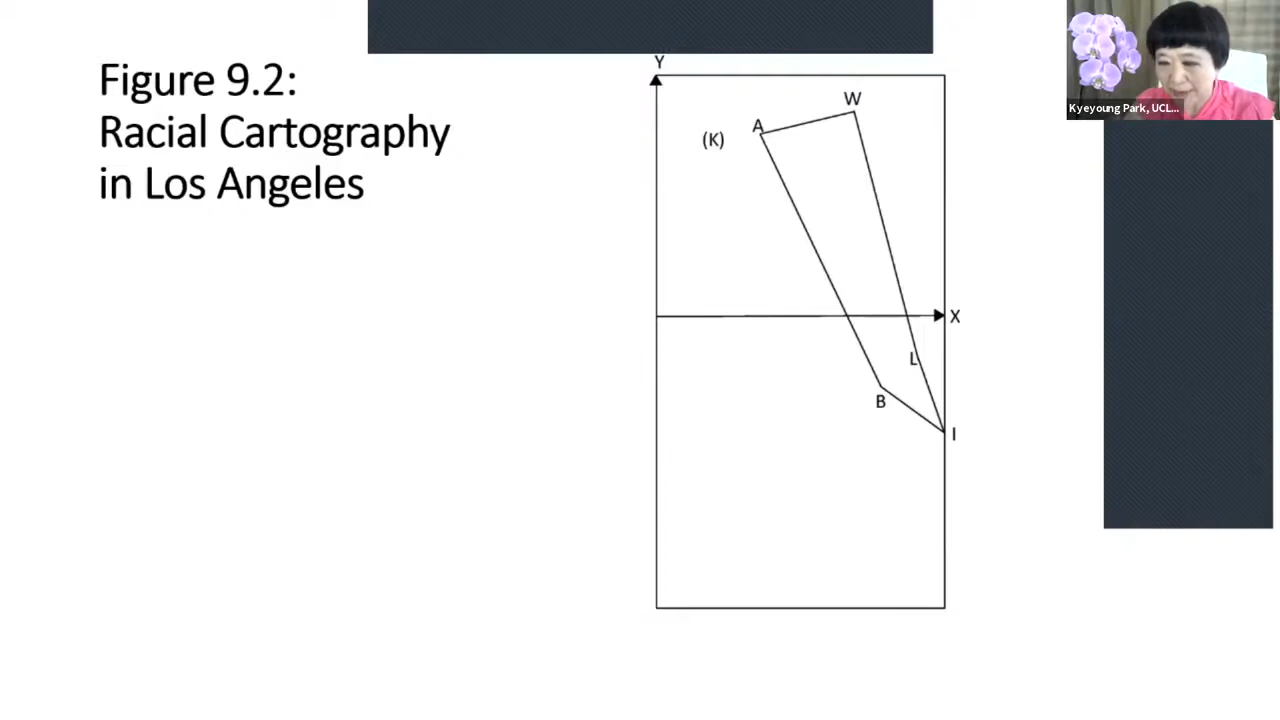 Figure 9.2:
Racial Cartography
in Los Angeles
Y
W
A
(K)
X
L
B
I
Kyeyoung Park, UCL...